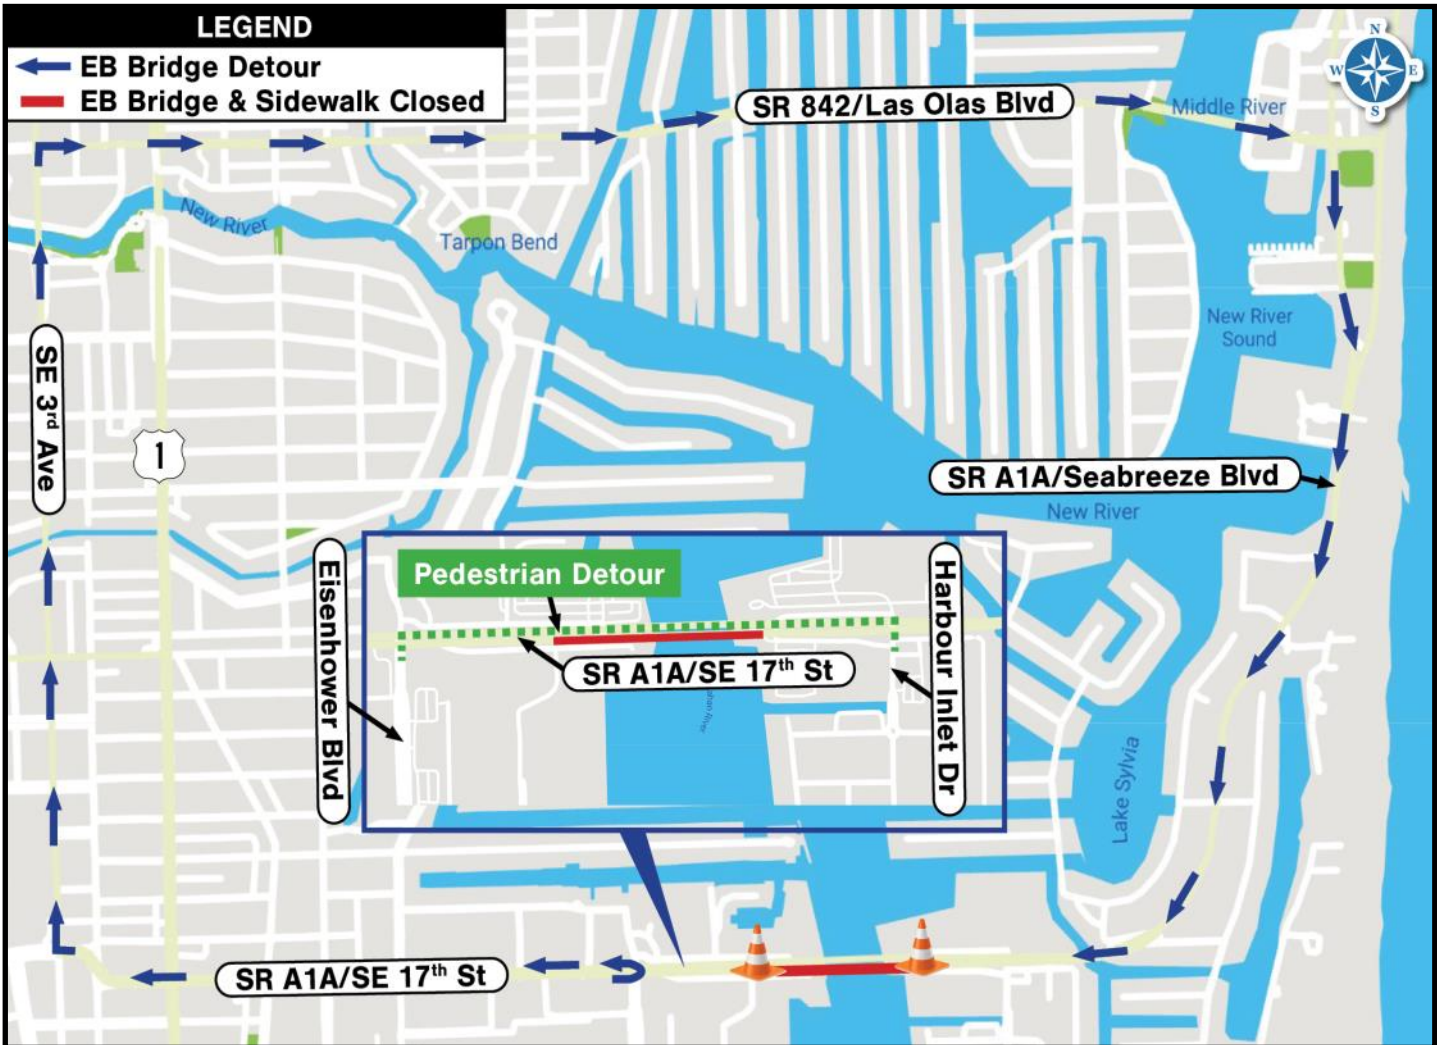 LEGEND
EB Bridge Detour
EB Bridge & Sidewalk Closed
N
W
E
S
SR 842/Las Olas Blvd
Middle River
New River
Tarpon Bend
New River
Sound
SE 3rd Ave
1
SR A1A/Seabreeze Blvd
New River
Pedestrian Detour
Eisenhower Blvd
Harbour Inlet Dr
SR A1A/SE 17th St
Lake Sylvia
SR A1A/SE 17th St